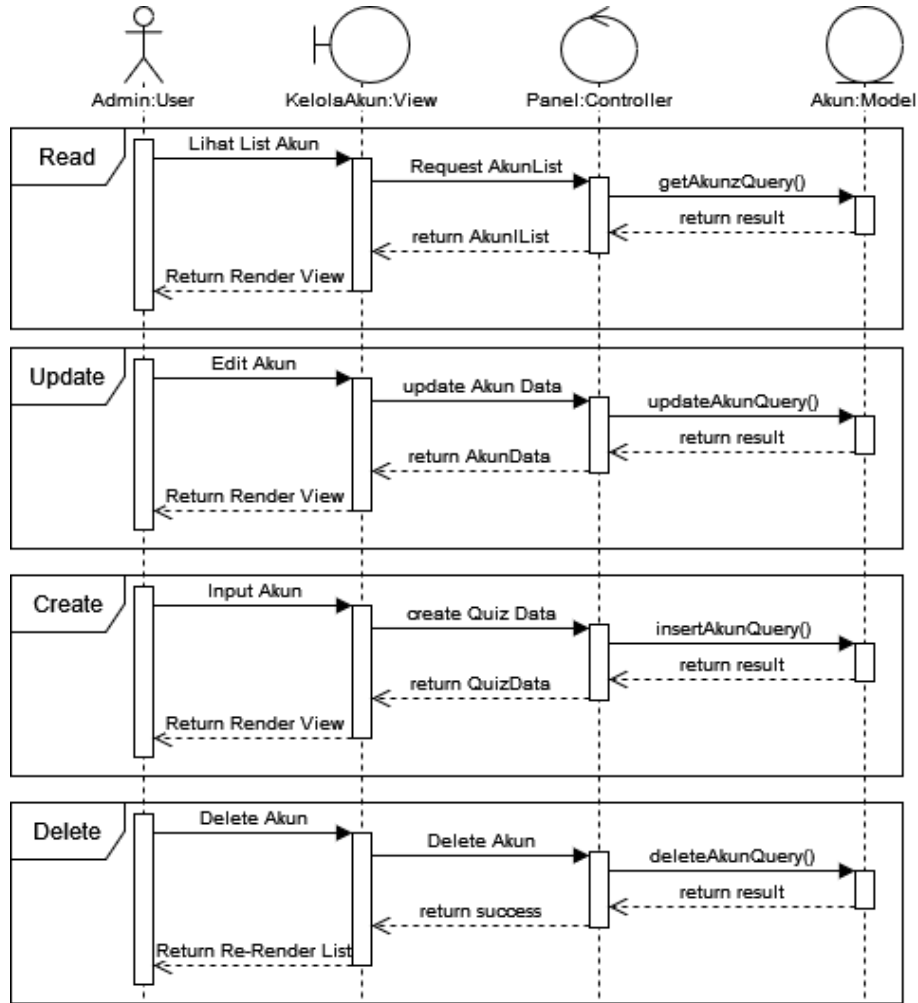 Admin:User
KelolaAkun:View
Panel:Controller
Akun:Model
Read
Lihat List Akun
Request AkunList
getAkunzQuery()
return result
return AkunlList
Return Render View
Update
Edit Akun
update Akun Data
updateAkunQuery()
return result
return AkunData
Return Render View
Create
Input Akun
create Quiz Data
insertAkunQuery()
return result
return QuizData
Return Render View
Delete
Delete Akun
Delete Akun
deleteAkunQuery()
return result
return success
Return Re-Render List